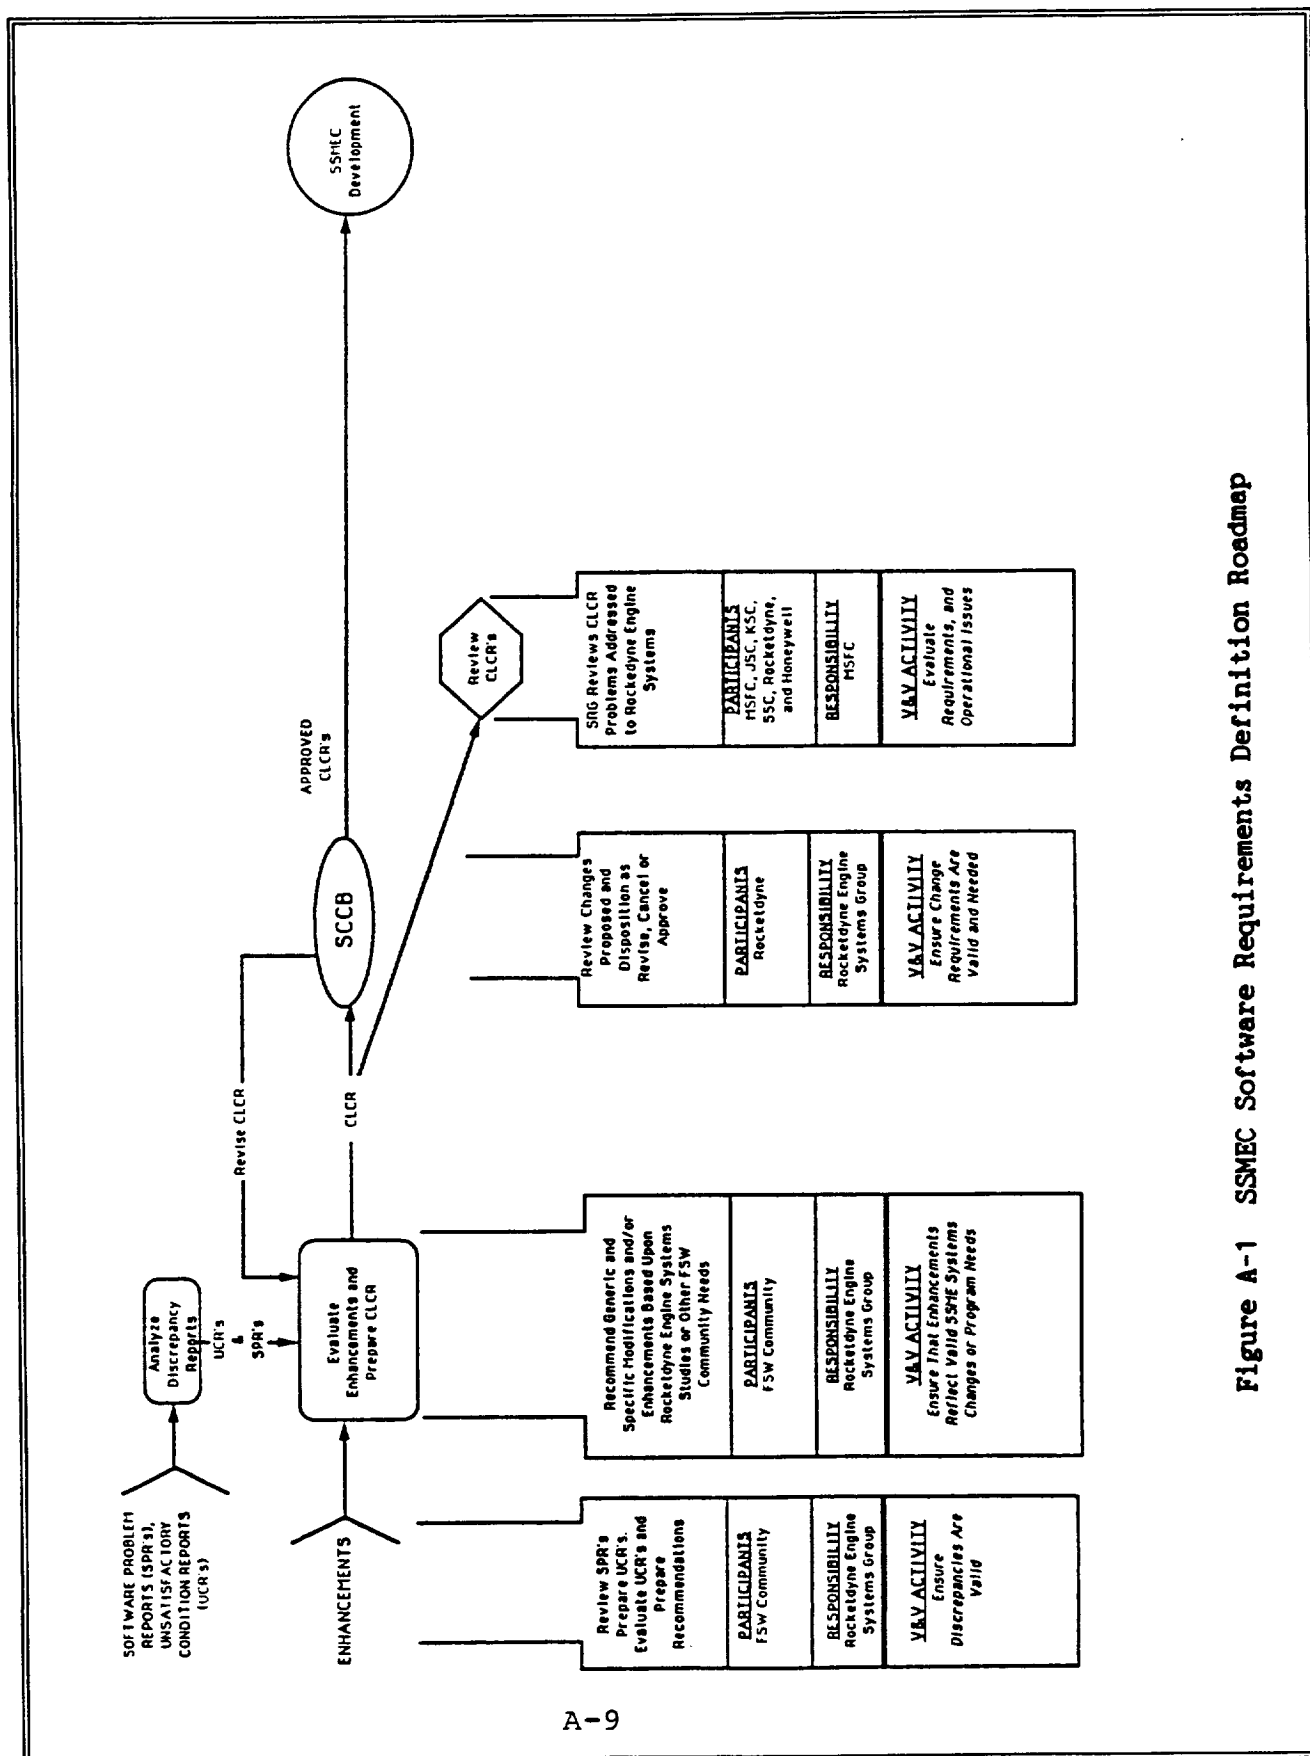 SOFTWARE PROBLEM
REPORTS (SPR's),
UNSATISFACTORY
CONDITION REPORTS
(UCR's)
Analyze
Discrepancy
Reports
UCR's
&
SPR's
Revise CLCR
ENHANCEMENTS
Evaluate
Enhancements and
Prepare CLCR
CLCR
SCCB
APPROVED
CLCR's
SSMEC
Development
Review
CLCR's
Review SPR's
Prepare UCR's.
Evaluate UCR's and
Prepare
Recommendations
PARTICIPANTS
FSW Community
RESPONSIBILITY
Rocketdyne Engine
Systems Group
V&V ACTIVITY
Ensure
Discrepancies Are
Valid
Recommend Generic and
Specific Modifications and/or
Enhancements Based Upon
Rocketdyne Engine Systems
Studies or Other FSW
Community Needs
PARTICIPANTS
FSW Community
RESPONSIBILITY
Rocketdyne Engine
Systems Group
V&V ACTIVITY
Ensure That Enhancements
Reflect Valid SSME Systems
Changes or Program Needs
Review Changes
Proposed and
Disposition as
Revise, Cancel or
Approve
PARTICIPANTS
Rocketdyne
RESPONSIBILITY
Rocketdyne Engine
Systems Group
V&V ACTIVITY
Ensure Change
Requirements Are
Valid and Needed
SRG Reviews CLCR
Problems Addressed
to Rockedyne Engine
Systems
PARTICIPANTS
MSFC, JSC, KSC,
SSC, Rocketdyne,
and Honeywell
RESPONSIBILITY
MSFC
V&V ACTIVITY
Evaluate
Requirements, and
Operational Issues
Figure A-1 SSMEC Software Requirements Definition Roadmap
A-9